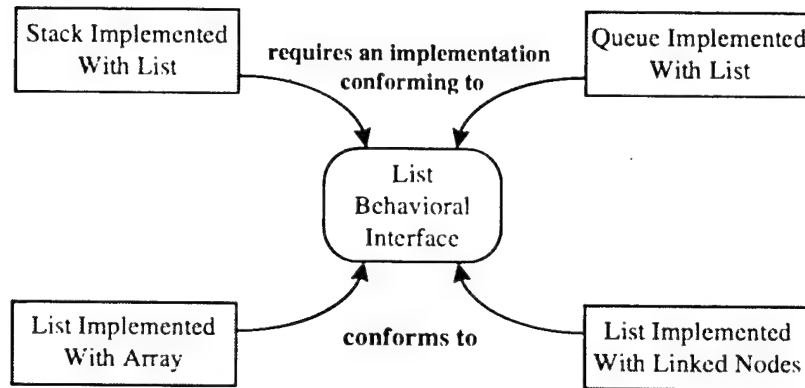 Stack Implemented
With List
requires an implementation
conforming to
Queue Implemented
With List
List
Behavioral
Interface
List Implemented
With Array
conforms to
List Implemented
With Linked Nodes